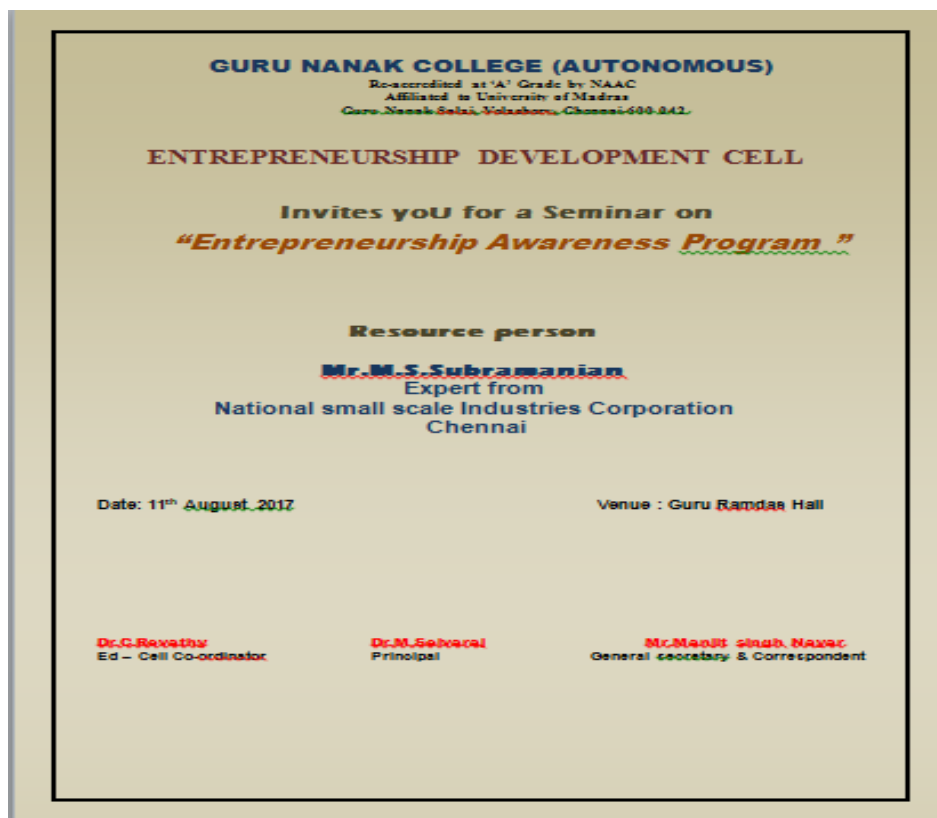 GURU NANAK COLLEGE (AUTONOMOUS)
Re-accredited at ‘A’ Grade by NAAC
Affiliated to University of Madras
Guru Nanak Salai, Velachery, Chennai-600 042.
ENTREPRENEURSHIP DEVELOPMENT CELL
Invites yoU for a Seminar on
“Entrepreneurship Awareness Program ”
Resource person
Mr.M.S.Subramanian
Expert from
National small scale Industries Corporation
Chennai
Date: 11th August 2017 Venue : Guru Ramdas Hall
Dr.C.Revathy Dr.M.Selvaraj Mr.Manjit singh Nayar
Ed – Cell Co-ordinator Principal General secretary & Correspondent